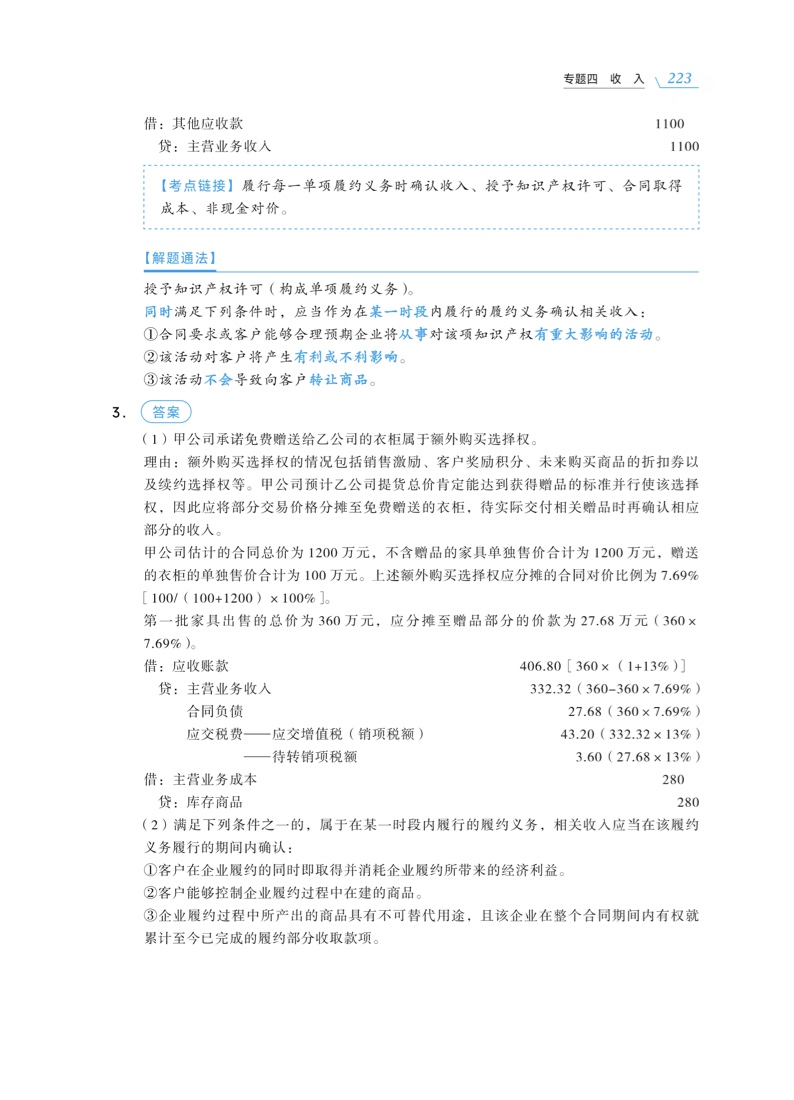 专题四 收 入 223
借：其他应收款 1100
贷：主营业务收入 1100
【考点链接】履行每一单项履约义务时确认收入、授予知识产权许可、合同取得
成本、非现金对价。
【解题通法】
授予知识产权许可（构成单项履约义务）。
同时满足下列条件时，应当作为在某一时段内履行的履约义务确认相关收入：
①合同要求或客户能够合理预期企业将从事对该项知识产权有重大影响的活动。
②该活动对客户将产生有利或不利影响。
③该活动不会导致向客户转让商品。
3. 答案
（1）甲公司承诺免费赠送给乙公司的衣柜属于额外购买选择权。
理由：额外购买选择权的情况包括销售激励、客户奖励积分、未来购买商品的折扣券以
及续约选择权等。甲公司预计乙公司提货总价肯定能达到获得赠品的标准并行使该选择
权，因此应将部分交易价格分摊至免费赠送的衣柜，待实际交付相关赠品时再确认相应
部分的收入。
甲公司估计的合同总价为 1200 万元，不含赠品的家具单独售价合计为 1200 万元，赠送
的衣柜的单独售价合计为 100 万元。上述额外购买选择权应分摊的合同对价比例为 7.69%
［100/（100+1200）×100%］。
第一批家具出售的总价为 360 万元，应分摊至赠品部分的价款为 27.68 万元（360×
7.69%）。
借：应收账款 406.80［360×（1+13%）］
贷：主营业务收入 332.32（360-360×7.69%）
合同负债 27.68（360×7.69%）
应交税费——应交增值税（销项税额） 43.20（332.32×13%）
——待转销项税额 3.60（27.68×13%）
借：主营业务成本 280
贷：库存商品 280
（2）满足下列条件之一的，属于在某一时段内履行的履约义务，相关收入应当在该履约
义务履行的期间内确认：
①客户在企业履约的同时即取得并消耗企业履约所带来的经济利益。
②客户能够控制企业履约过程中在建的商品。
③企业履约过程中所产出的商品具有不可替代用途，且该企业在整个合同期间内有权就
累计至今已完成的履约部分收取款项。